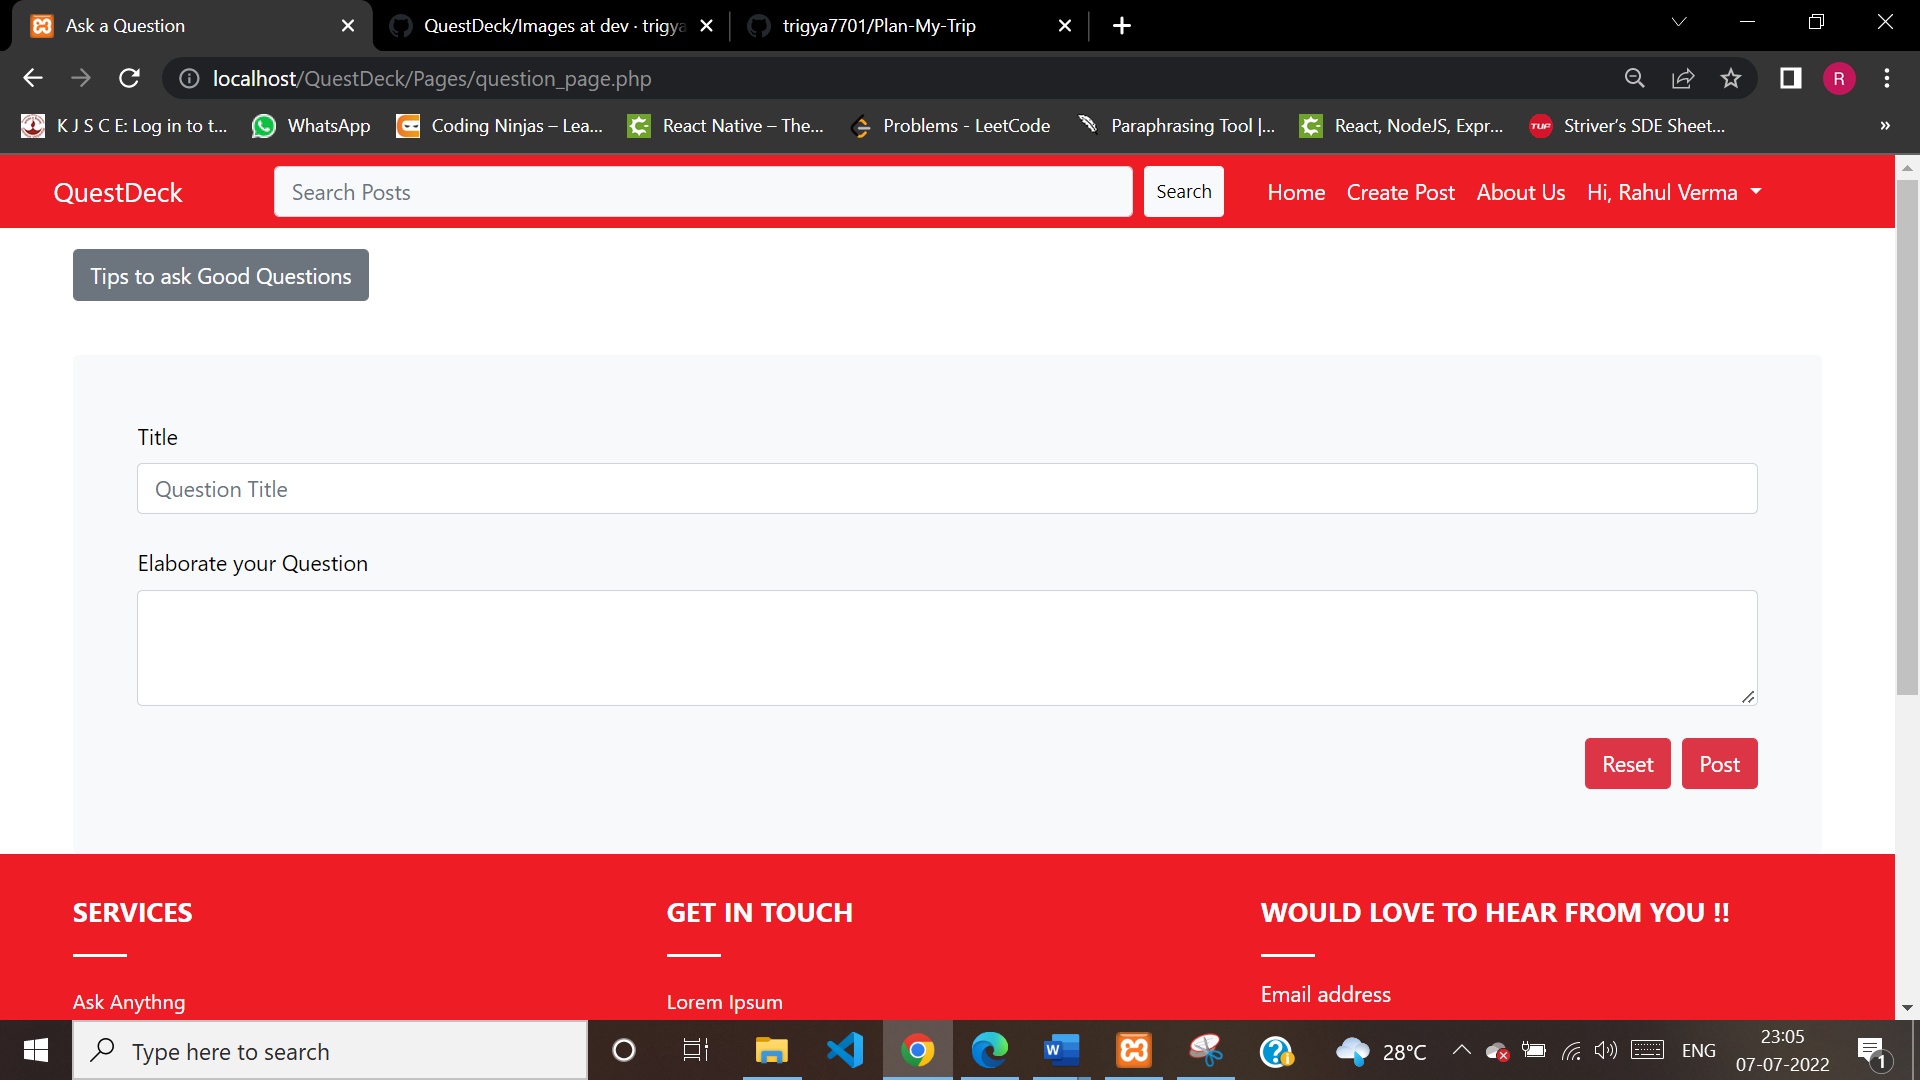 Ask a Question
QuestDeck/Images at dev · trigya
trigya7701/Plan-My-Trip
localhost/QuestDeck/Pages/question_page.php
R
K J S C E: Log in to t...
WhatsApp
Coding Ninjas – Lea...
React Native – The...
Problems - LeetCode
Paraphrasing Tool |...
React, NodeJS, Expr...
TUF
Striver's SDE Sheet...
»
QuestDeck
Search Posts
Search
Home
Create Post
About Us
Hi, Rahul Verma
Tips to ask Good Questions
Title
Question Title
Elaborate your Question
Reset
Post
SERVICES
GET IN TOUCH
WOULD LOVE TO HEAR FROM YOU !!
Ask Anythng
Lorem Ipsum
Email address
Type here to search
28°C
ENG
23:05
07-07-2022
1